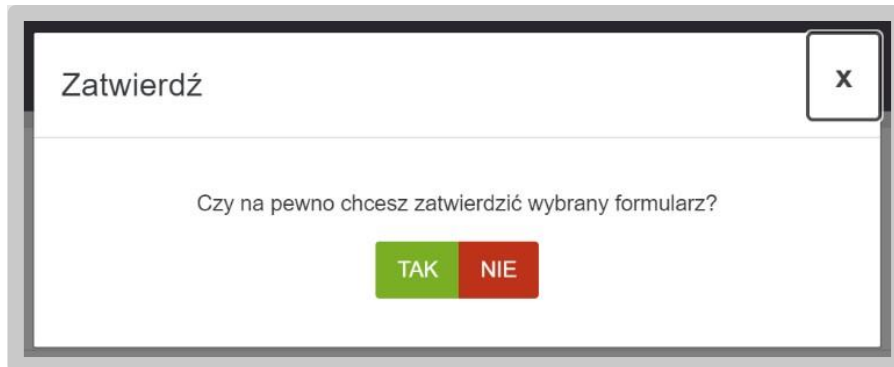 Zatwierdź
X
Czy na pewno chcesz zatwierdzić wybrany formularz?
TAK NIE